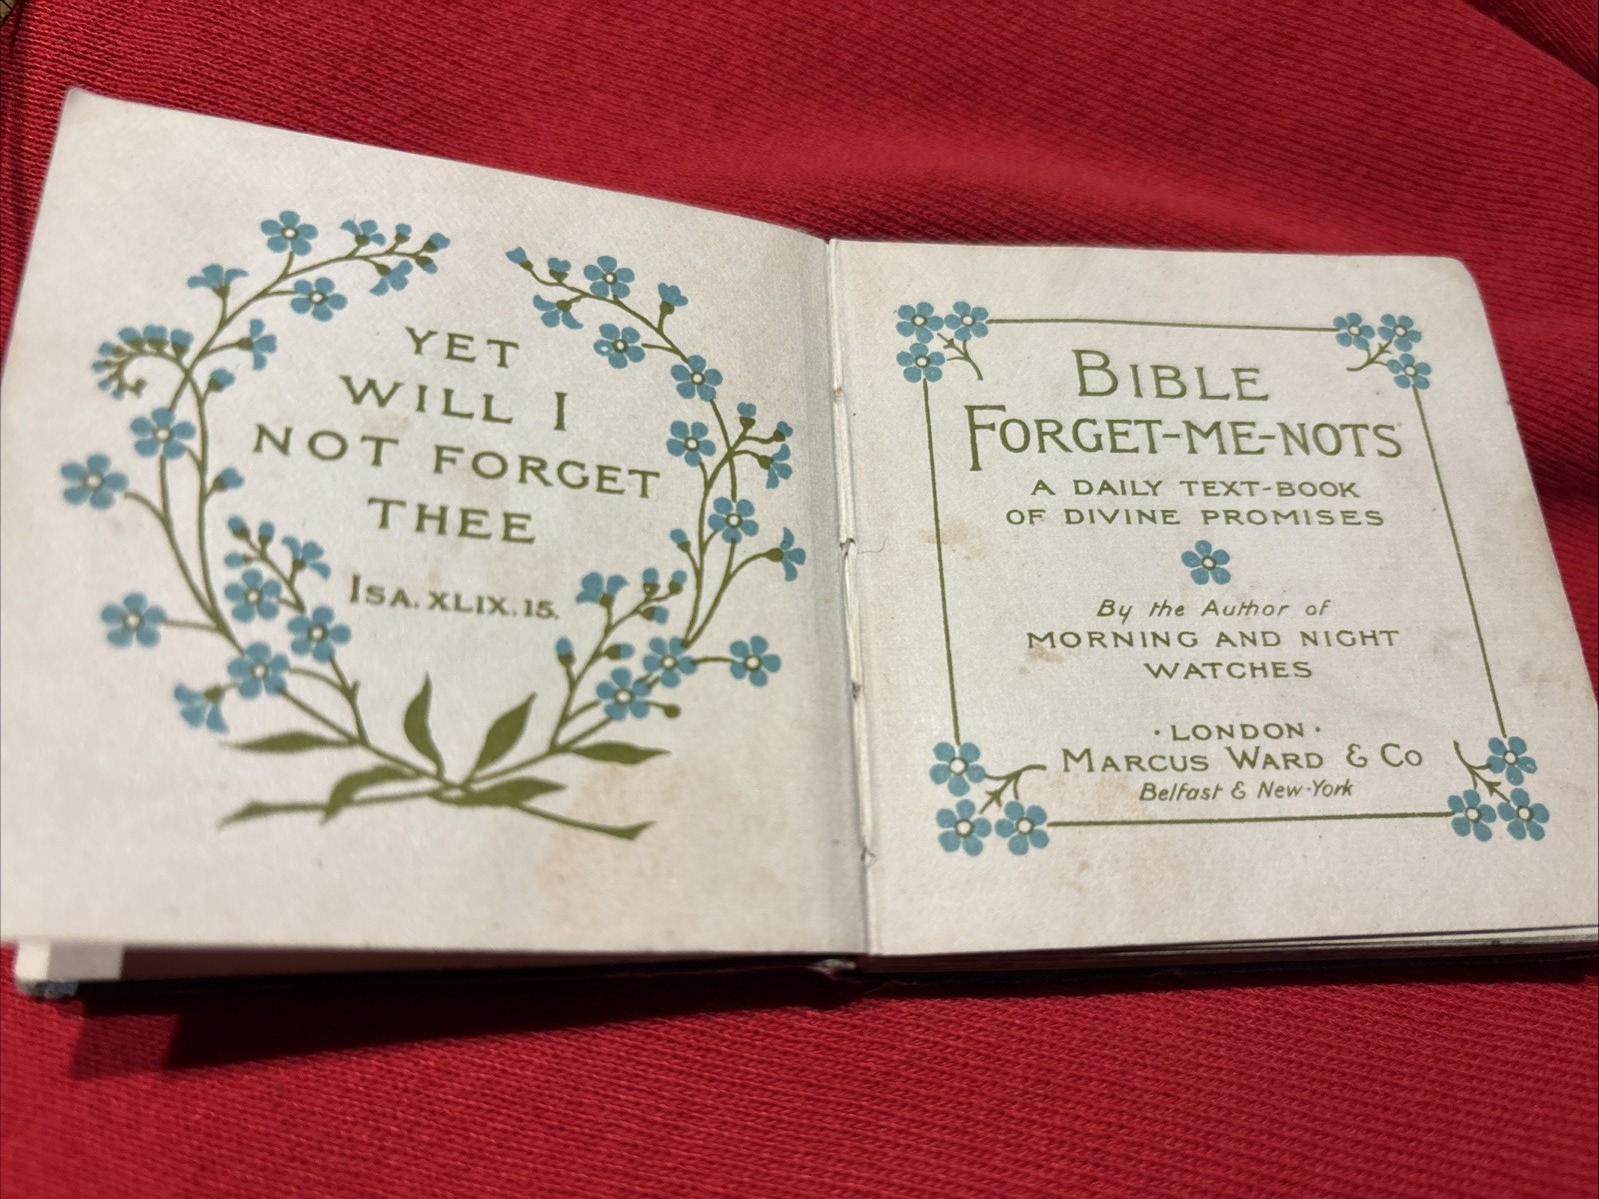 YET
WILL I
NOT FORGET
THEE
ISA. XLIX. 15.
BIBLE
FORGET-ME-NOTS
A DAILY TEXT-BOOK
OF DIVINE PROMISES
By the Author of
MORNING AND NIGHT
WATCHES
· LONDON ·
MARCUS WARD & Co
Belfast & New-York